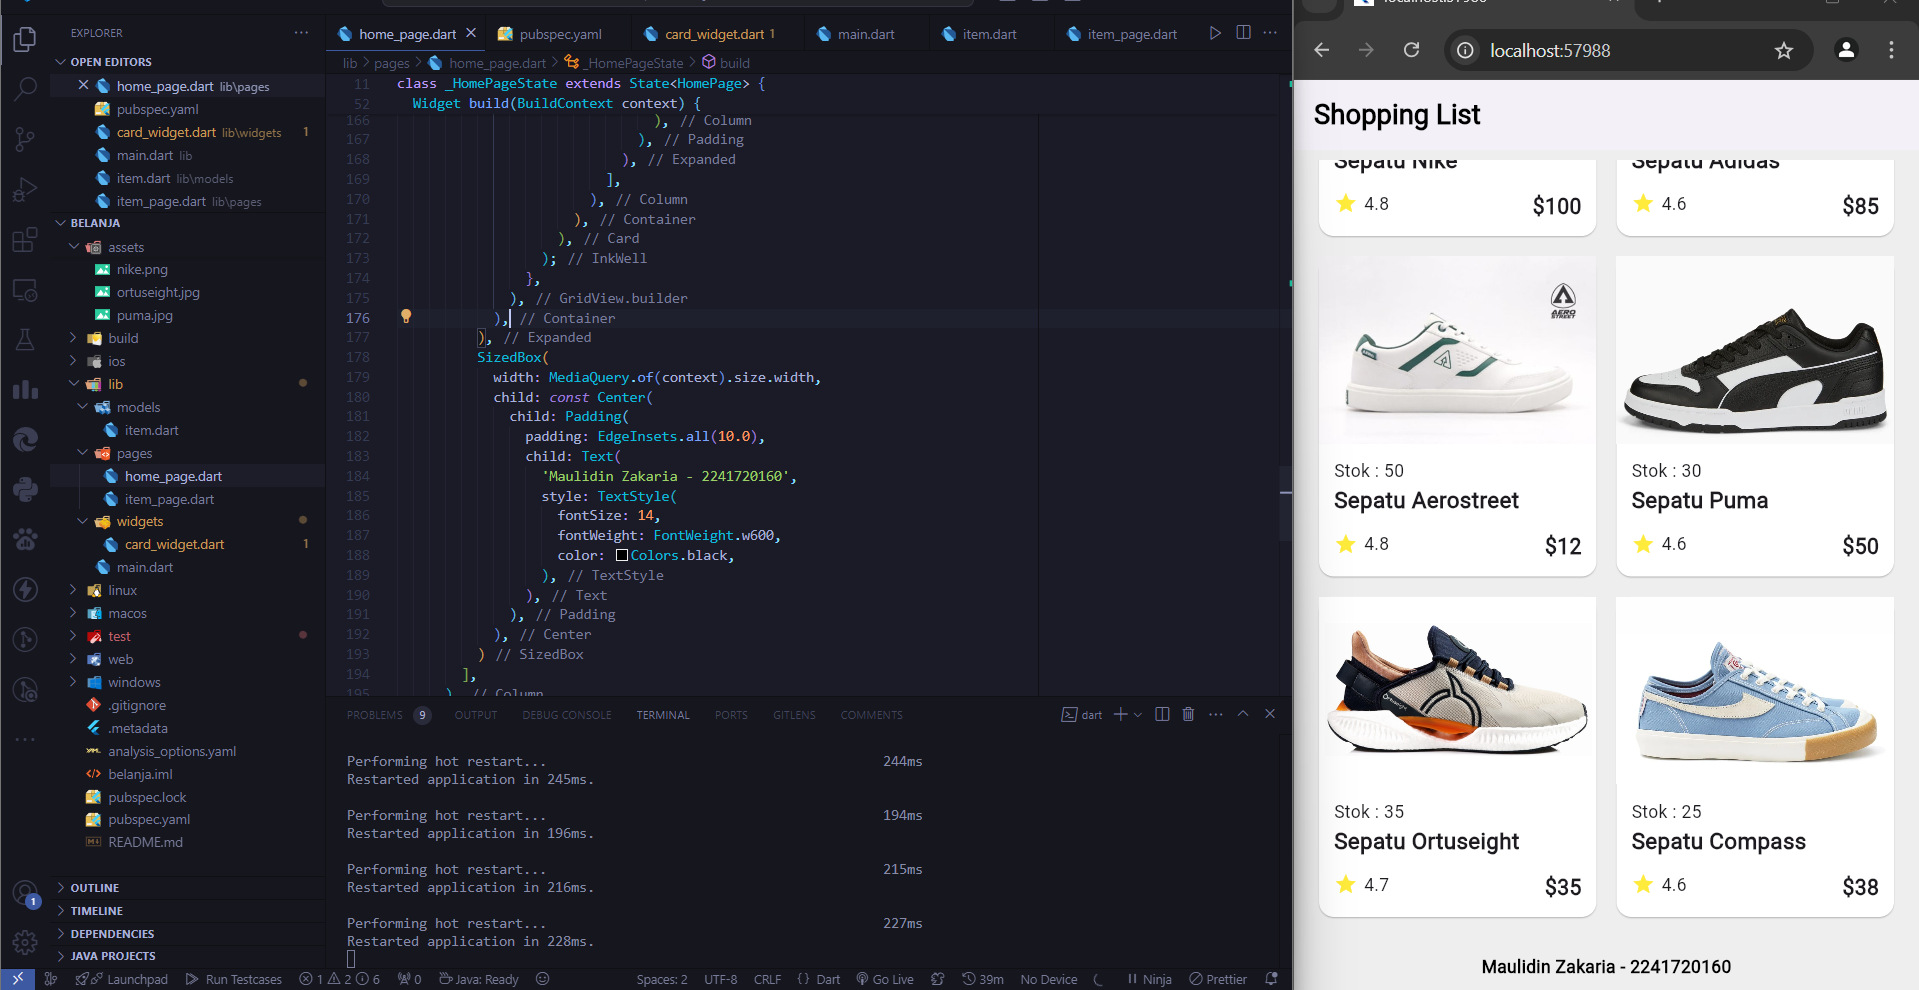 EXPLORER
OPEN EDITORS
home_page.dart lib\pages
pubspec.yaml
card_widget.dart lib\widgets 1
main.dart lib
item.dart lib\models
item_page.dart lib\pages
BELANJA
assets
nike.png
ortuseight.jpg
puma.jpg
build
ios
lib
models
item.dart
pages
home_page.dart
item_page.dart
widgets
card_widget.dart 1
main.dart
linux
macos
test
web
windows
.gitignore
.metadata
analysis_options.yaml
belanja.iml
pubspec.lock
pubspec.yaml
README.md
OUTLINE
TIMELINE
DEPENDENCIES
JAVA PROJECTS
home_page.dart pubspec.yaml card_widget.dart 1 main.dart item.dart item_page.dart
lib > pages > home_page.dart > _HomePageState > build
11 class _HomePageState extends State<HomePage> {
52 Widget build(BuildContext context) {
166 ), // Column
167 ), // Padding
168 ), // Expanded
169 ],
170 ), // Column
171 ), // Container
172 ), // Card
173 ); // InkWell
174 },
175 ), // GridView.builder
176 ), // Container
177 ), // Expanded
178 SizedBox(
179 width: MediaQuery.of(context).size.width,
180 child: const Center(
181 child: Padding(
182 padding: EdgeInsets.all(10.0),
183 child: Text(
184 'Maulidin Zakaria - 2241720160',
185 style: TextStyle(
186 fontSize: 14,
187 fontWeight: FontWeight.w600,
188 color: Colors.black,
189 ), // TextStyle
190 ), // Text
191 ), // Padding
192 ), // Center
193 ) // SizedBox
194 ],
195 ), // Column
PROBLEMS 9 OUTPUT DEBUG CONSOLE TERMINAL PORTS GITLENS COMMENTS dart
Performing hot restart... 244ms
Restarted application in 245ms.
Performing hot restart... 194ms
Restarted application in 196ms.
Performing hot restart... 215ms
Restarted application in 216ms.
Performing hot restart... 227ms
Restarted application in 228ms.
1
Launchpad Run Testcases 1 2 6 0 Java: Ready Spaces: 2 UTF-8 CRLF {} Dart Go Live 39m No Device Ninja Prettier
localhost:57988
Shopping List
Sepatu Nike
4.8 $100
Sepatu Adidas
4.6 $85
AERO
STREET
Stok : 50
Sepatu Aerostreet
4.8 $12
Stok : 30
Sepatu Puma
4.6 $50
Stok : 35
Sepatu Ortuseight
4.7 $35
Stok : 25
Sepatu Compass
4.6 $38
Maulidin Zakaria - 2241720160